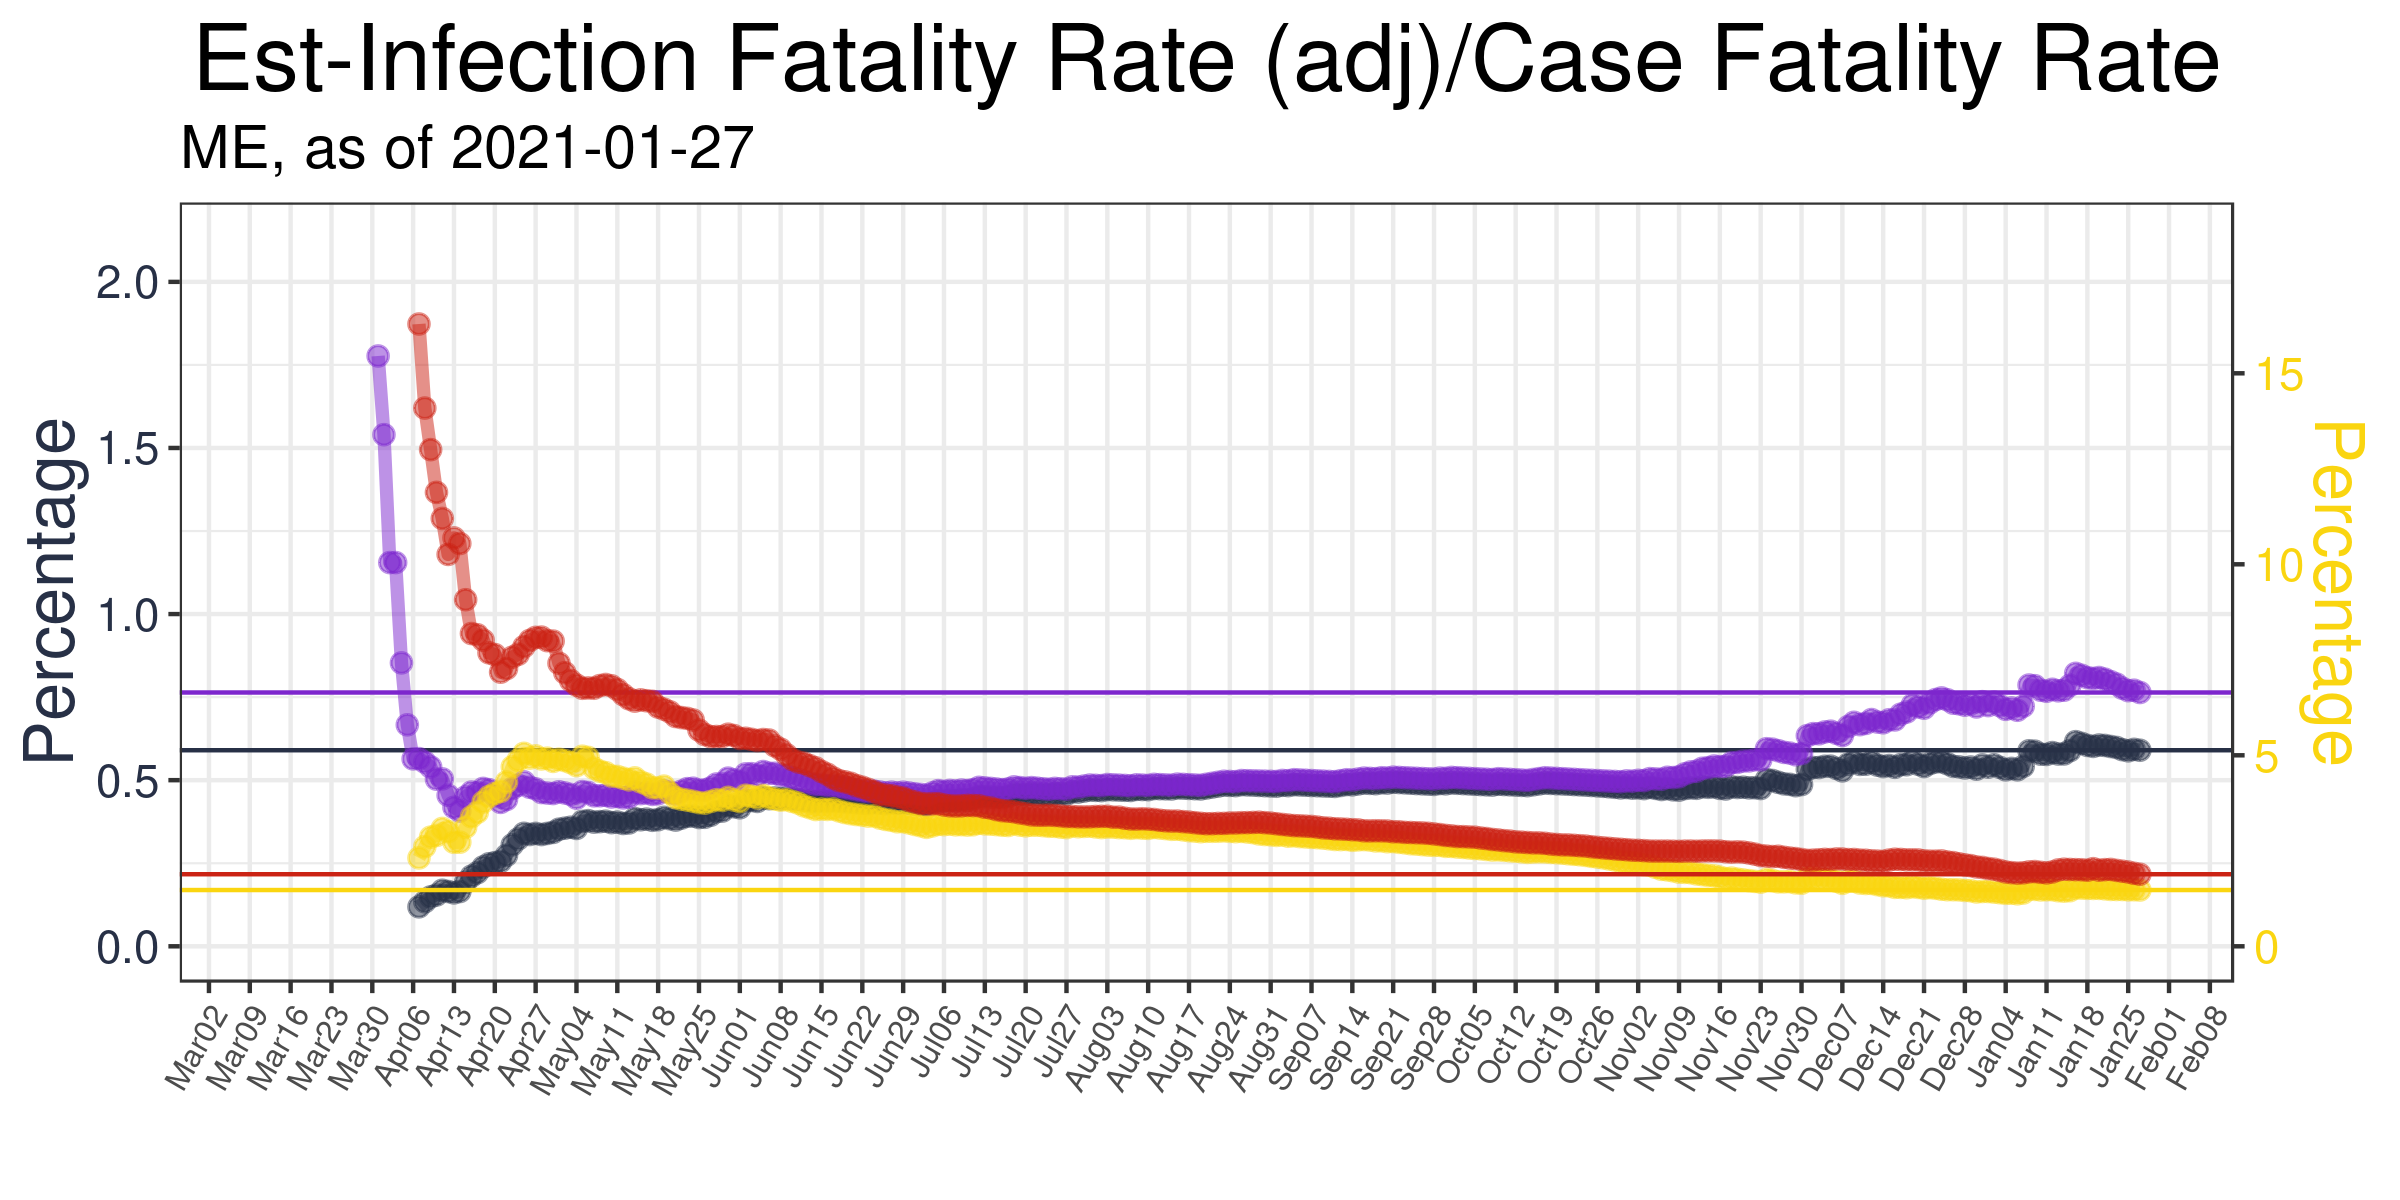 Est-Infection Fatality Rate (adj)/Case Fatality Rate
ME, as of 2021-01-27
Percentage
2.0
1.5
1.0
0.5
0.0
15
10
5
0
Percentage
Mar02 Mar09 Mar16 Mar23 Mar30 Apr06 Apr13 Apr20 Apr27 May04 May11 May18 May25 Jun01 Jun08 Jun15 Jun22 Jun29 Jul06 Jul13 Jul20 Jul27 Aug03 Aug10 Aug17 Aug24 Aug31 Sep07 Sep14 Sep21 Sep28 Oct05 Oct12 Oct19 Oct26 Nov02 Nov09 Nov16 Nov23 Nov30 Dec07 Dec14 Dec21 Dec28 Jan04 Jan11 Jan18 Jan25 Feb01 Feb08